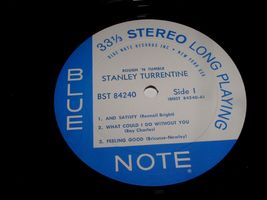 33⅓ STEREO LONG PLAYING
BLUE NOTE RECORDS INC • NEW YORK USA
ROUGH 'N TUMBLE
STANLEY TURRENTINE
BST 84240
Side 1
(BNST 84240-A)
1. AND SATISFY (Ronnell Bright)
2. WHAT COULD I DO WITHOUT YOU
(Ray Charles)
3. FEELING GOOD (Bricusse-Newley)
BLUE
NOTE